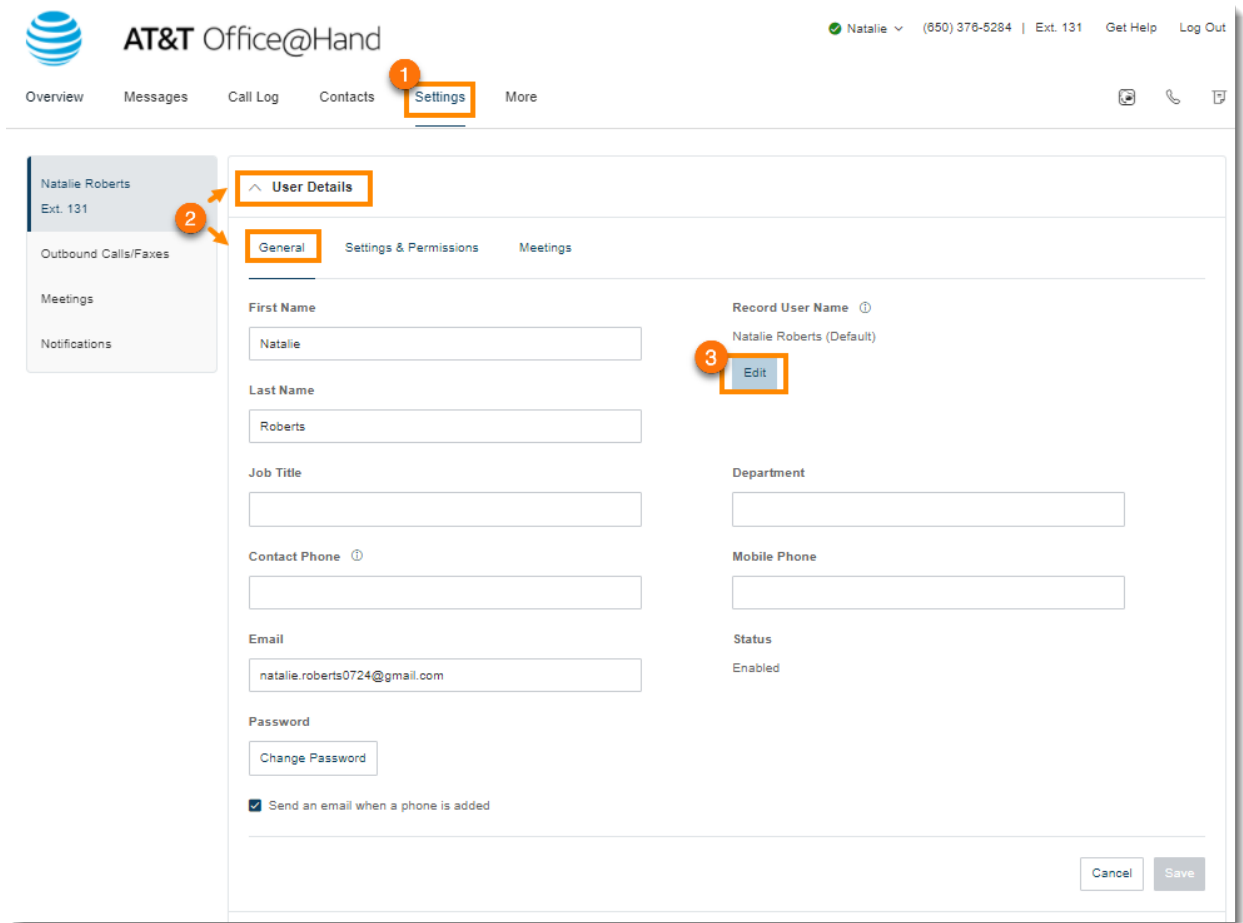 AT&T Office@Hand
Natalie (650) 376-5284 | Ext. 131 Get Help Log Out
1
Overview Messages Call Log Contacts Settings More
Natalie Roberts
Ext. 131
Outbound Calls/Faxes
Meetings
Notifications
2
User Details
General Settings & Permissions Meetings
First Name
Natalie
Record User Name
Natalie Roberts (Default)
3
Edit
Last Name
Roberts
Job Title
Department
Contact Phone
Mobile Phone
Email
natalie.roberts0724@gmail.com
Status
Enabled
Password
Change Password
Send an email when a phone is added
Cancel Save